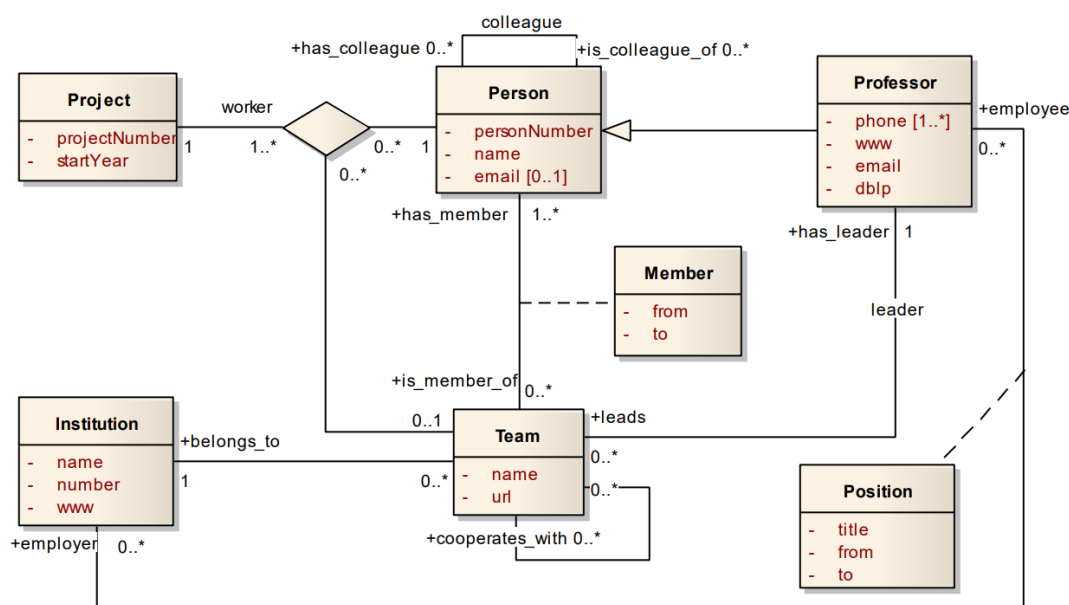 colleague
+has_colleague 0..*
+is_colleague_of 0..*
Project
- projectNumber
- startYear
worker
1
1..*
0..*
0..*
1
Person
- personNumber
- name
- email [0..1]
Professor
- phone [1..*]
- www
- email
- dblp
+employee
0..*
+has_member
1..*
+has_leader
1
Member
- from
- to
leader
+is_member_of
0..*
Institution
- name
- number
- www
+belongs_to
1
0..1
0..*
Team
- name
- url
+leads
0..*
0..*
+cooperates_with 0..*
Position
- title
- from
- to
+employer
0..*